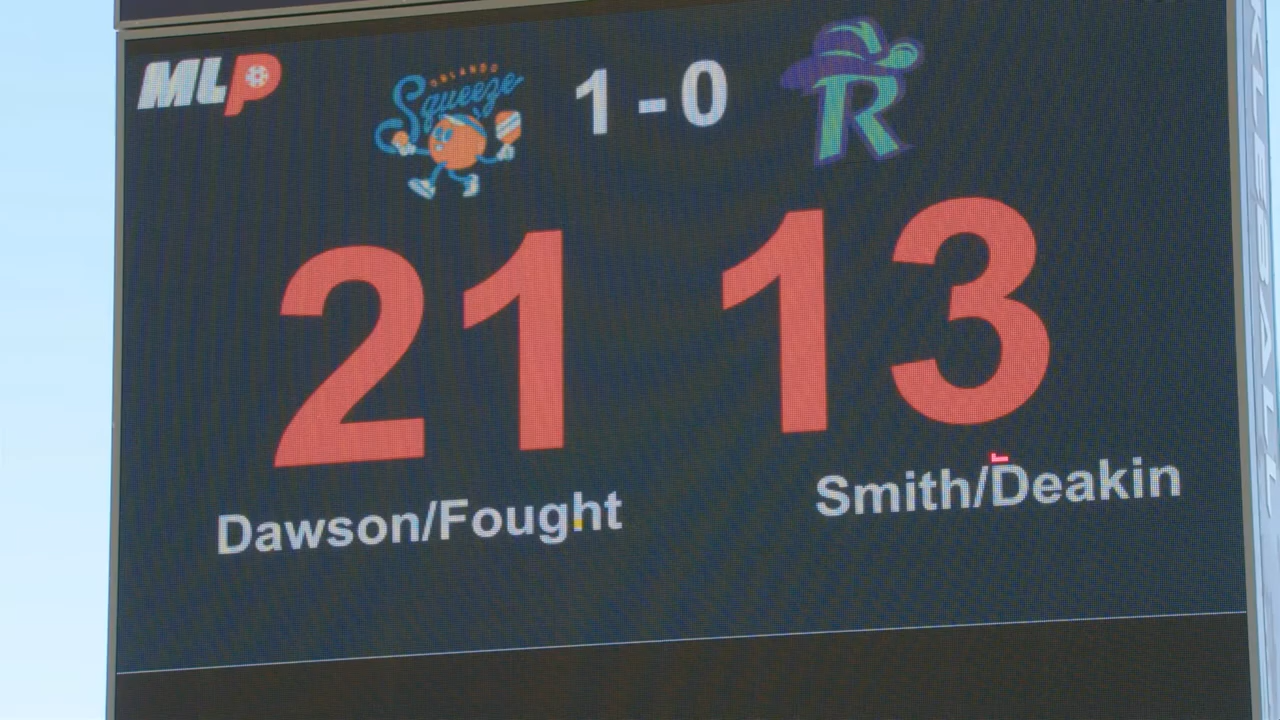 MLP
ORLANDO
Squeeze
1 - 0
R
21 13
Dawson/Fought
Smith/Deakin